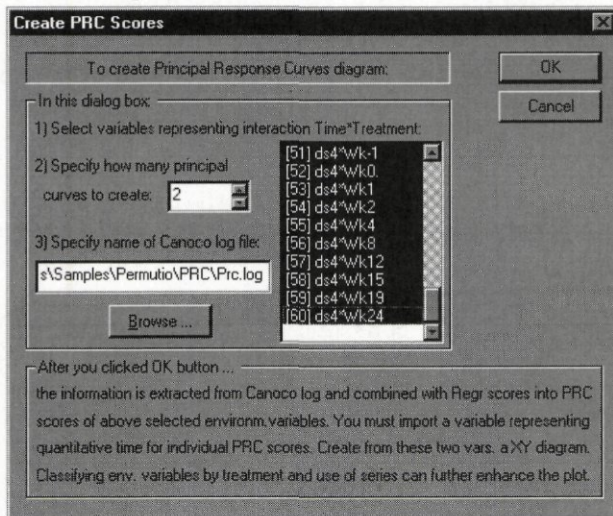 Create PRC Scores
To create Principal Response Curves diagram:
OK
Cancel
In this dialog box:
1) Select variables representing interaction Time*Treatment:
2) Specify how many principal
curves to create:
2
3) Specify name of Canoco log file:
s\Samples\Permutio\PRC\Prc.log
Browse ...
[51] ds4*Wk-1
[52] ds4*Wk0.
[53] ds4*Wk1
[54] ds4*Wk2
[55] ds4*Wk4
[56] ds4*Wk8
[57] ds4*Wk12
[58] ds4*Wk15
[59] ds4*Wk19
[60] ds4*Wk24
After you clicked OK button ...
the information is extracted from Canoco log and combined with Regr scores into PRC
scores of above selected environm.variables. You must import a variable representing
quantitative time for individual PRC scores. Create from these two vars. a XY diagram.
Classifying env. variables by treatment and use of series can further enhance the plot.